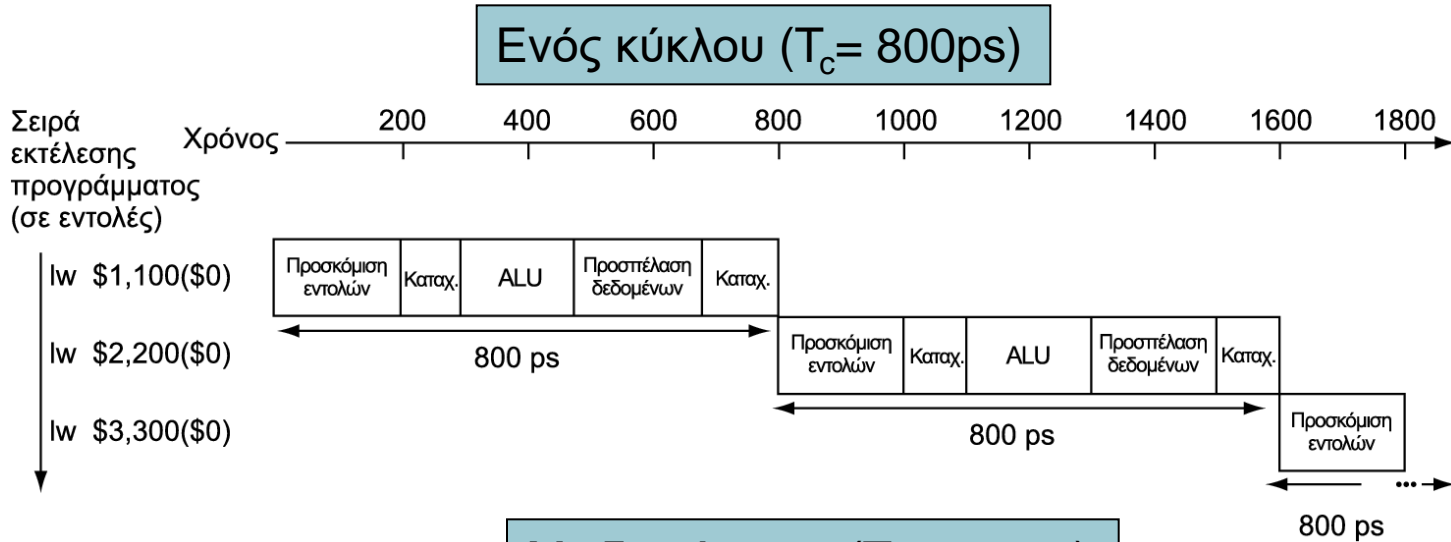 Ενός κύκλου (Tc= 800ps)
Σειρά
εκτέλεσης
προγράμματος
(σε εντολές)
Χρόνος
200 400 600 800 1000 1200 1400 1600 1800
lw $1,100($0)
Προσκόμιση
εντολών
Καταχ.
ALU
Προσπέλαση
δεδομένων
Καταχ.
800 ps
lw $2,200($0)
Προσκόμιση
εντολών
Καταχ.
ALU
Προσπέλαση
δεδομένων
Καταχ.
800 ps
lw $3,300($0)
Προσκόμιση
εντολών
...
800 ps